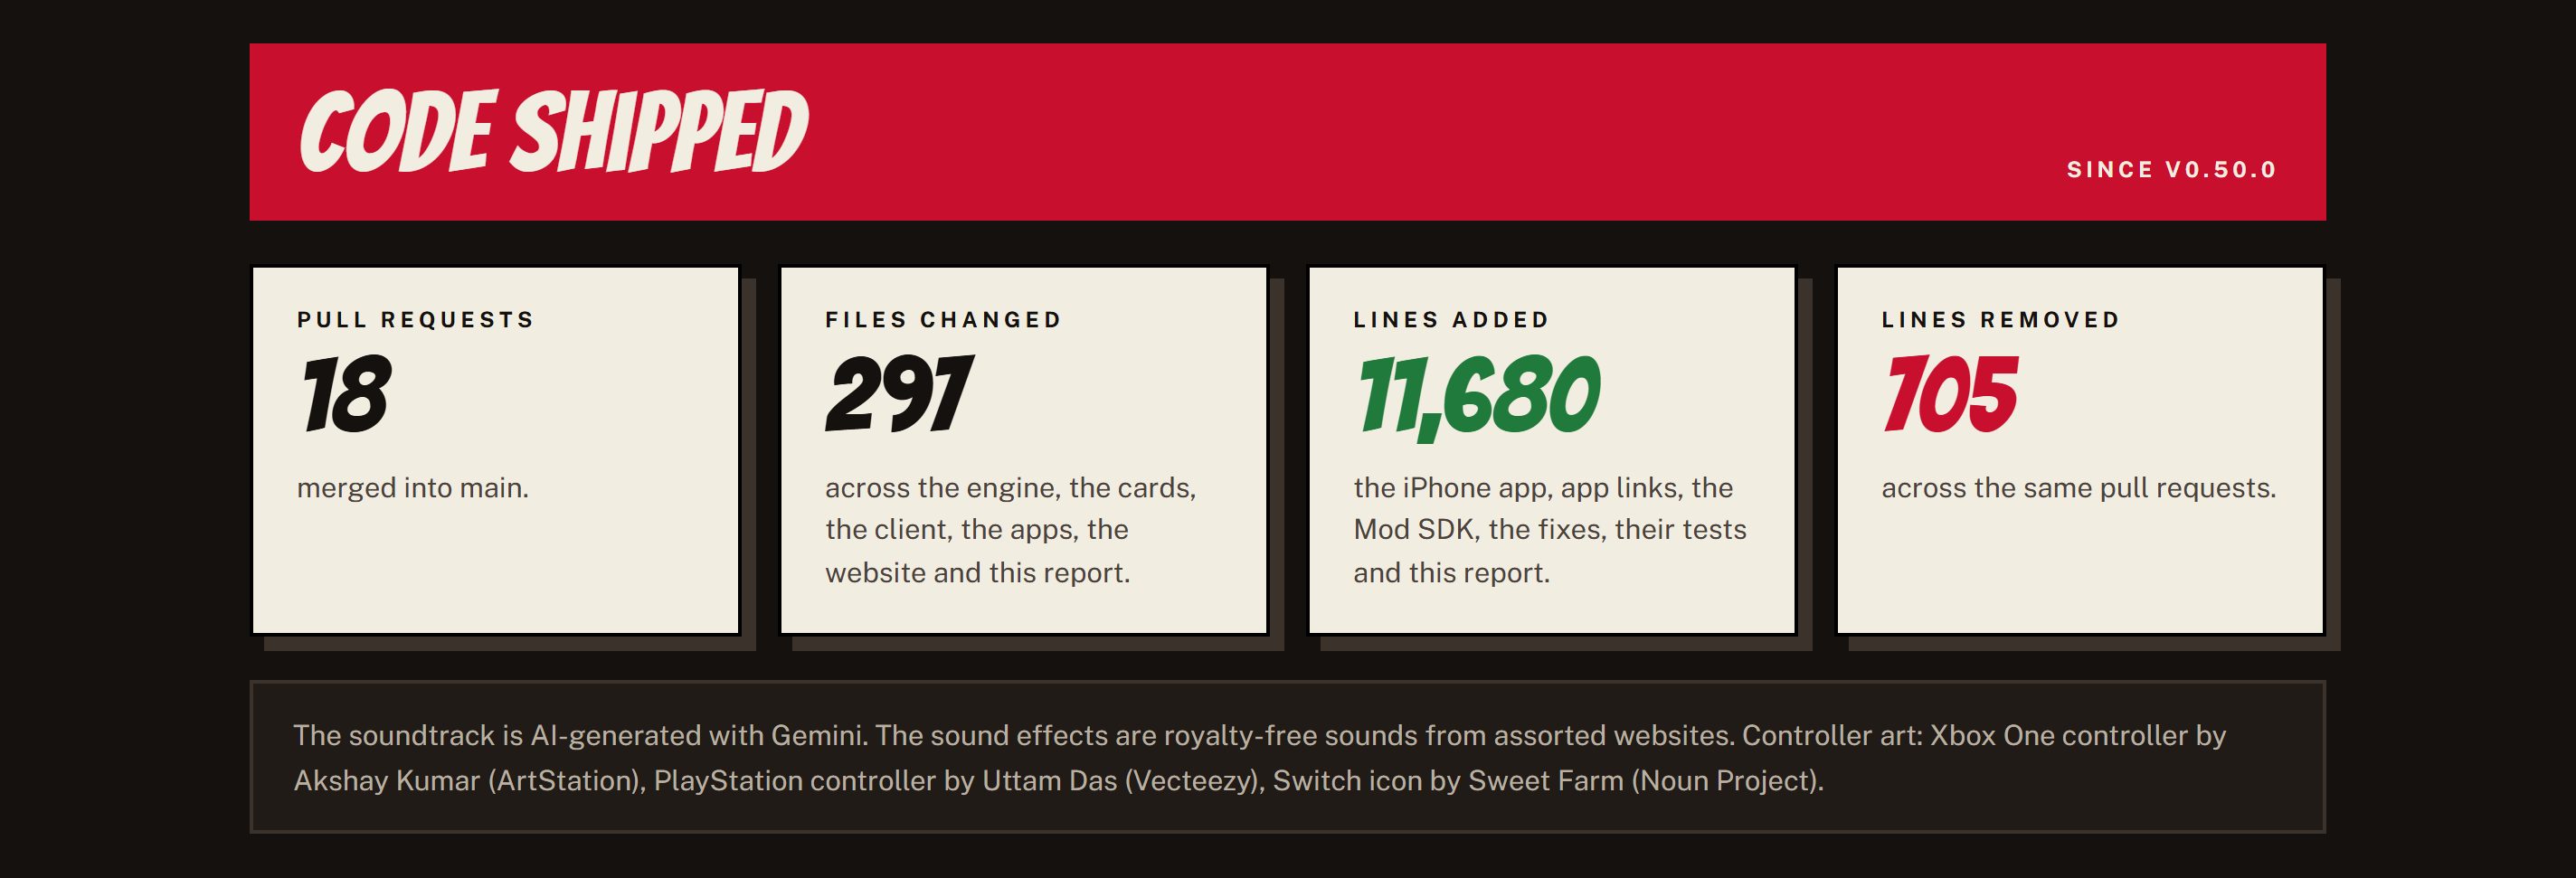 CODE SHIPPED
SINCE V0.50.0
PULL REQUESTS
18
merged into main.
FILES CHANGED
297
across the engine, the cards,
the client, the apps, the
website and this report.
LINES ADDED
11,680
the iPhone app, app links, the
Mod SDK, the fixes, their tests
and this report.
LINES REMOVED
705
across the same pull requests.
The soundtrack is AI-generated with Gemini. The sound effects are royalty-free sounds from assorted websites. Controller art: Xbox One controller by
Akshay Kumar (ArtStation), PlayStation controller by Uttam Das (Vecteezy), Switch icon by Sweet Farm (Noun Project).